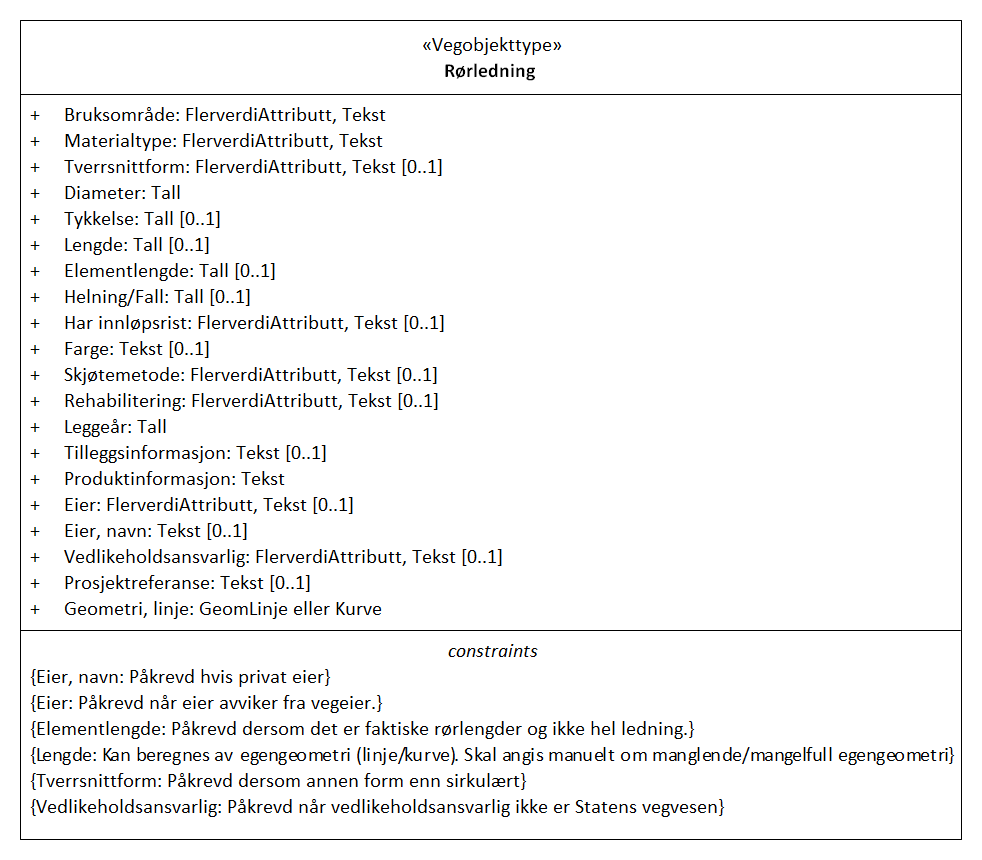 «Vegobjekttype»
Rørledning
+ Bruksområde: FlerverdiAttributt, Tekst
+ Materialtype: FlerverdiAttributt, Tekst
+ Tverrsnittform: FlerverdiAttributt, Tekst [0..1]
+ Diameter: Tall
+ Tykkelse: Tall [0..1]
+ Lengde: Tall [0..1]
+ Elementlengde: Tall [0..1]
+ Helning/Fall: Tall [0..1]
+ Har innløpsrist: FlerverdiAttributt, Tekst [0..1]
+ Farge: Tekst [0..1]
+ Skjøtemetode: FlerverdiAttributt, Tekst [0..1]
+ Rehabilitering: FlerverdiAttributt, Tekst [0..1]
+ Leggeår: Tall
+ Tilleggsinformasjon: Tekst [0..1]
+ Produktinformasjon: Tekst
+ Eier: FlerverdiAttributt, Tekst [0..1]
+ Eier, navn: Tekst [0..1]
+ Vedlikeholdsansvarlig: FlerverdiAttributt, Tekst [0..1]
+ Prosjektreferanse: Tekst [0..1]
+ Geometri, linje: GeomLinje eller Kurve
constraints
{Eier, navn: Påkrevd hvis privat eier}
{Eier: Påkrevd når eier avviker fra vegeier.}
{Elementlengde: Påkrevd dersom det er faktiske rørlengder og ikke hel ledning.}
{Lengde: Kan beregnes av egengeometri (linje/kurve). Skal angis manuelt om manglende/mangelfull egengeometri}
{Tverrsnittform: Påkrevd dersom annen form enn sirkulært}
{Vedlikeholdsansvarlig: Påkrevd når vedlikeholdsansvarlig ikke er Statens vegvesen}